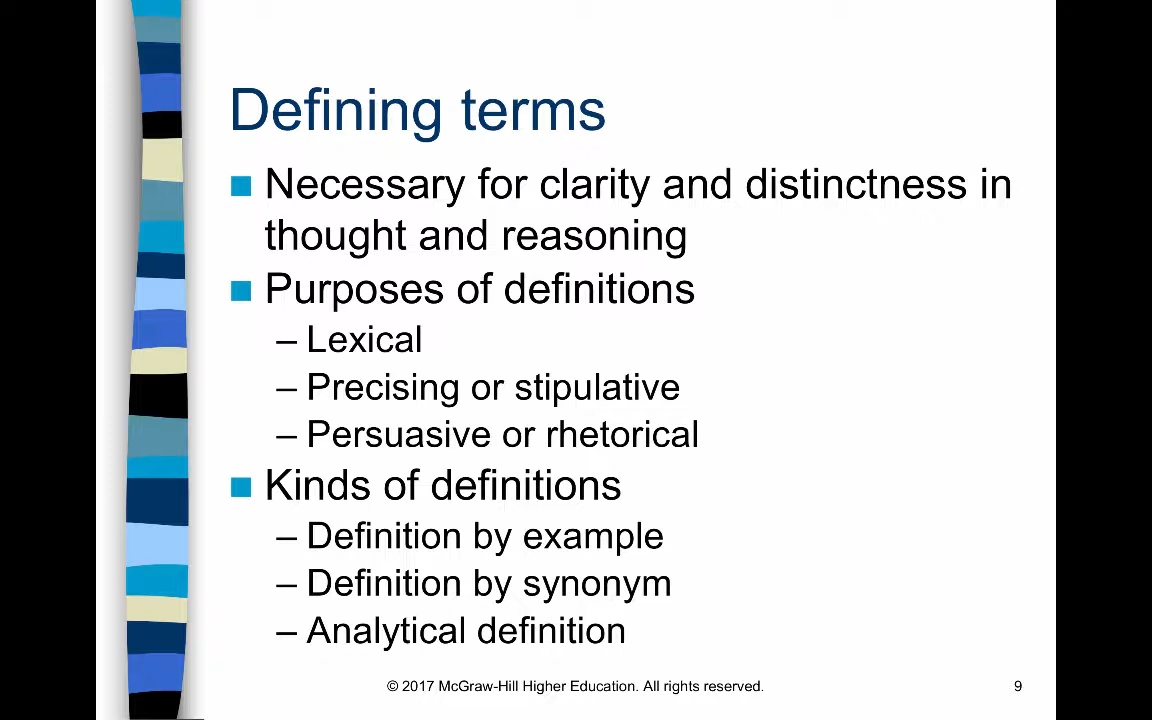 Defining terms
Necessary for clarity and distinctness in
thought and reasoning
Purposes of definitions
– Lexical
– Precising or stipulative
– Persuasive or rhetorical
Kinds of definitions
– Definition by example
– Definition by synonym
– Analytical definition
© 2017 McGraw-Hill Higher Education. All rights reserved.
9